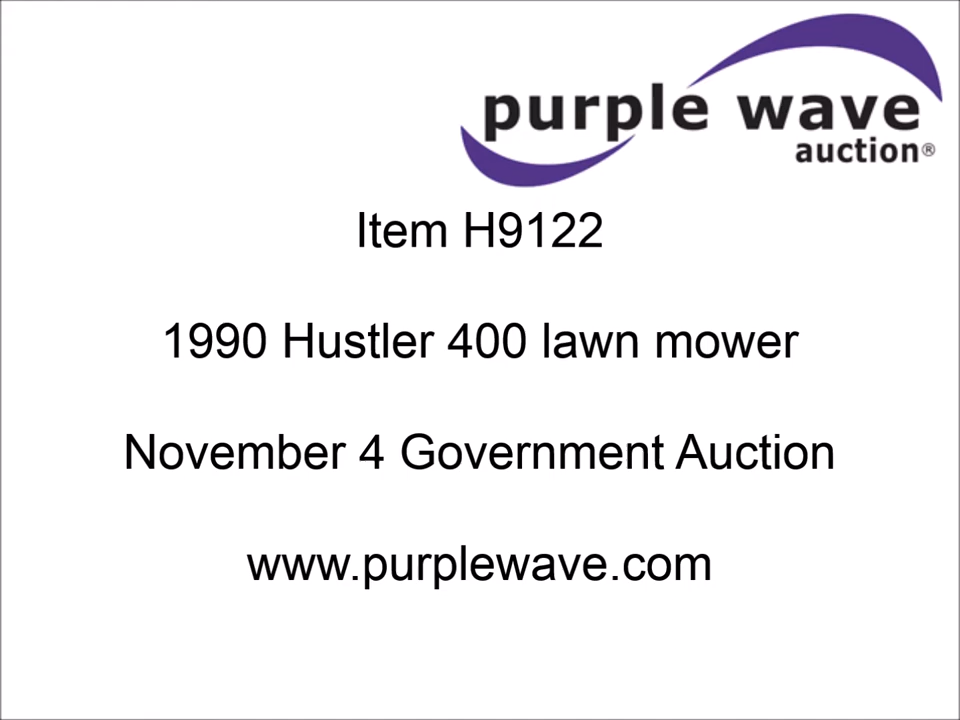 purple wave
auction®
Item H9122
1990 Hustler 400 lawn mower
November 4 Government Auction
www.purplewave.com